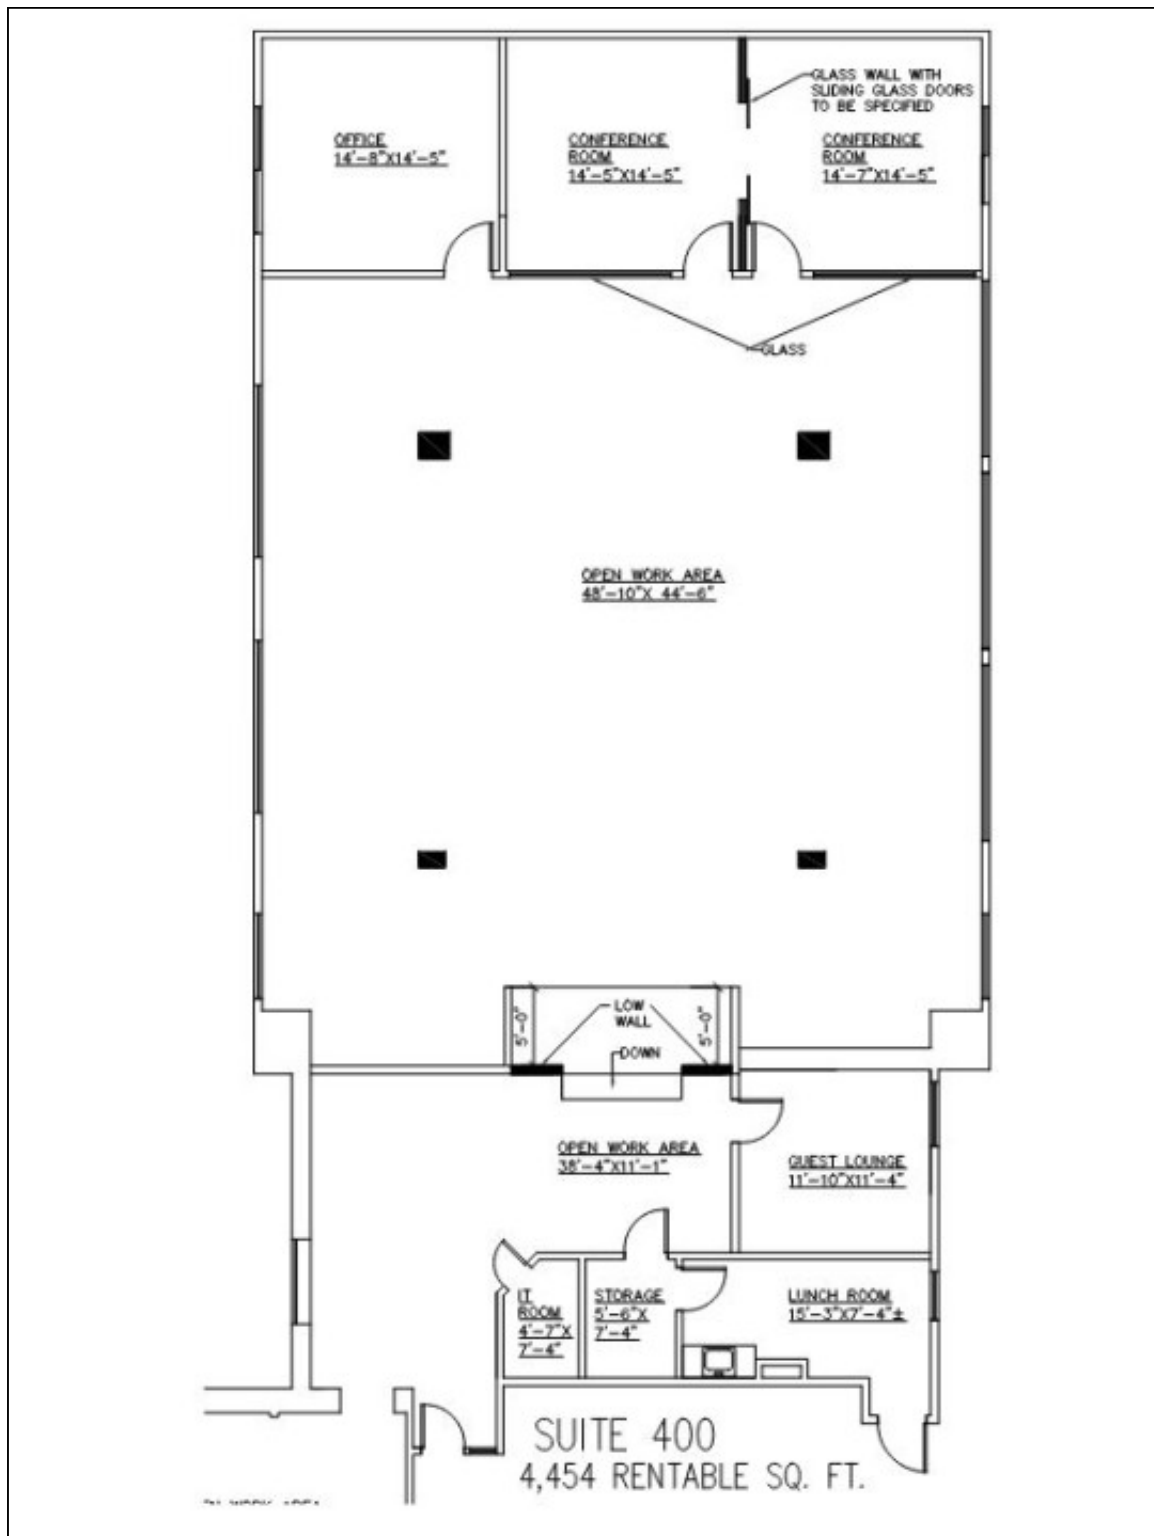 GLASS WALL WITH
SLIDING GLASS DOORS
TO BE SPECIFIED
OFFICE
14'-8"X14'-5"
CONFERENCE
ROOM
14'-5"X14'-5"
CONFERENCE
ROOM
14'-7"X14'-5"
GLASS
OPEN WORK AREA
48'-10"X 44'-6"
5'-0"
LOW
WALL
5'-0"
DOWN
OPEN WORK AREA
38'-4"X11'-1"
GUEST LOUNGE
11'-10"X11'-4"
IT
ROOM
4'-7"X
7'-4"
STORAGE
5'-6"X
7'-4"
LUNCH ROOM
15'-3"X7'-4"±
SUITE 400
4,454 RENTABLE SQ. FT.
WORK AREA